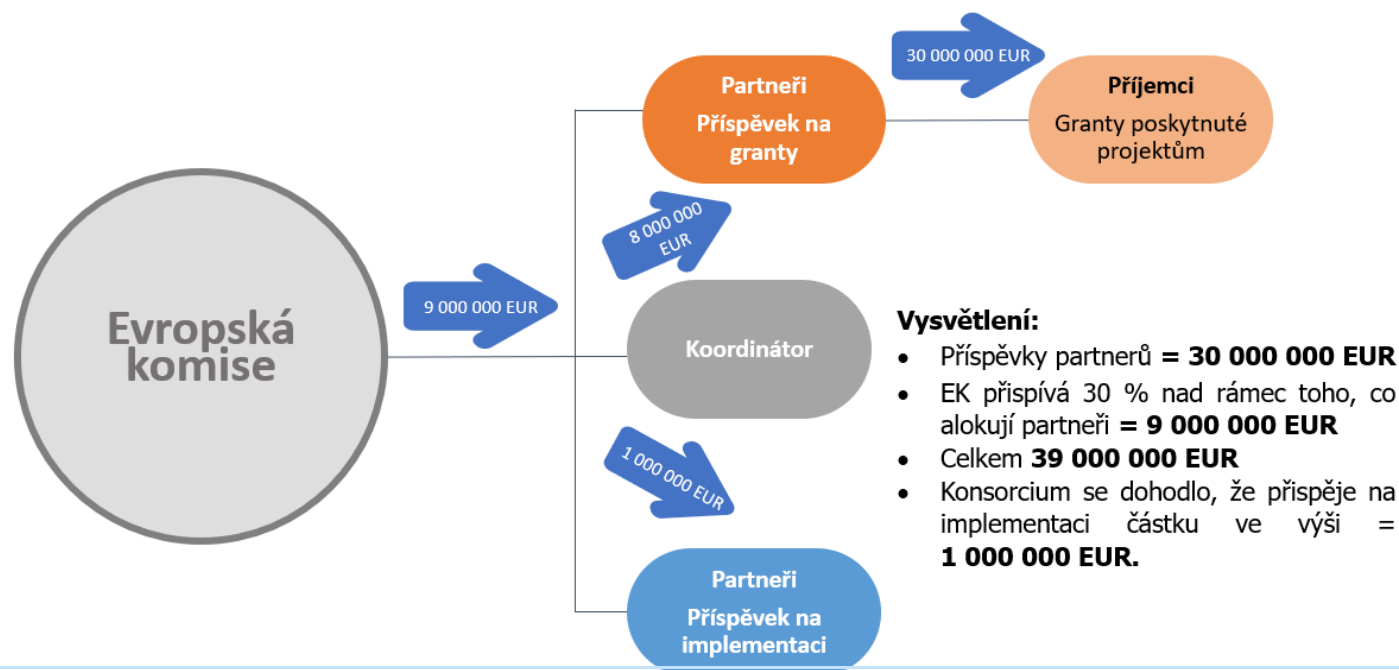 Evropská
komise
9 000 000 EUR
Partneři
Příspěvek na
granty
30 000 000 EUR
Příjemci
Granty poskytnuté
projektům
8 000 000
EUR
Koordinátor
1 000 000 EUR
Partneři
Příspěvek na
implementaci
Vysvětlení:
• Příspěvky partnerů = 30 000 000 EUR
• EK přispívá 30 % nad rámec toho, co
alokují partneři = 9 000 000 EUR
• Celkem 39 000 000 EUR
• Konsorcium se dohodlo, že přispěje na
implementaci částku ve výši =
1 000 000 EUR.